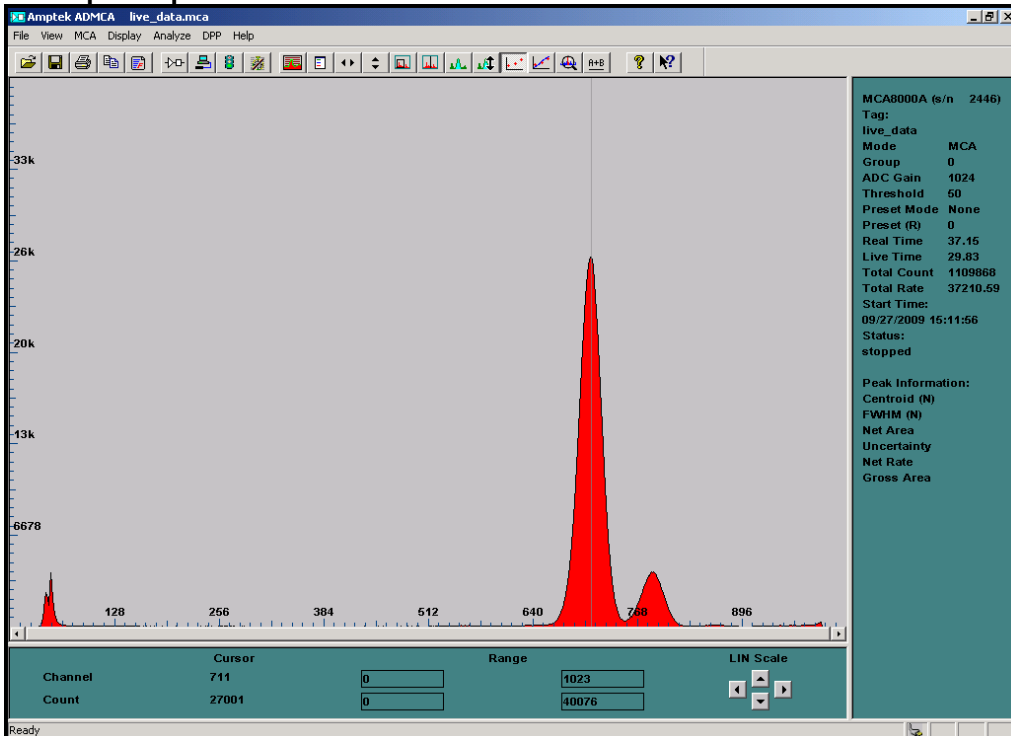 Amptek ADMCA live_data.mca
File View MCA Display Analyze DPP Help
A+B
MCA8000A (s/n 2446)
Tag:
live_data
Mode MCA
Group 0
ADC Gain 1024
Threshold 50
Preset Mode None
Preset (R) 0
Real Time 37.15
Live Time 29.83
Total Count 1109868
Total Rate 37210.59
Start Time:
09/27/2009 15:11:56
Status:
stopped
Peak Information:
Centroid (N)
FWHM (N)
Net Area
Uncertainty
Net Rate
Gross Area
33k
26k
20k
13k
6678
128 256 384 512 640 768 896
Cursor Range LIN Scale
Channel 711 0 1023
Count 27001 0 40076
Ready